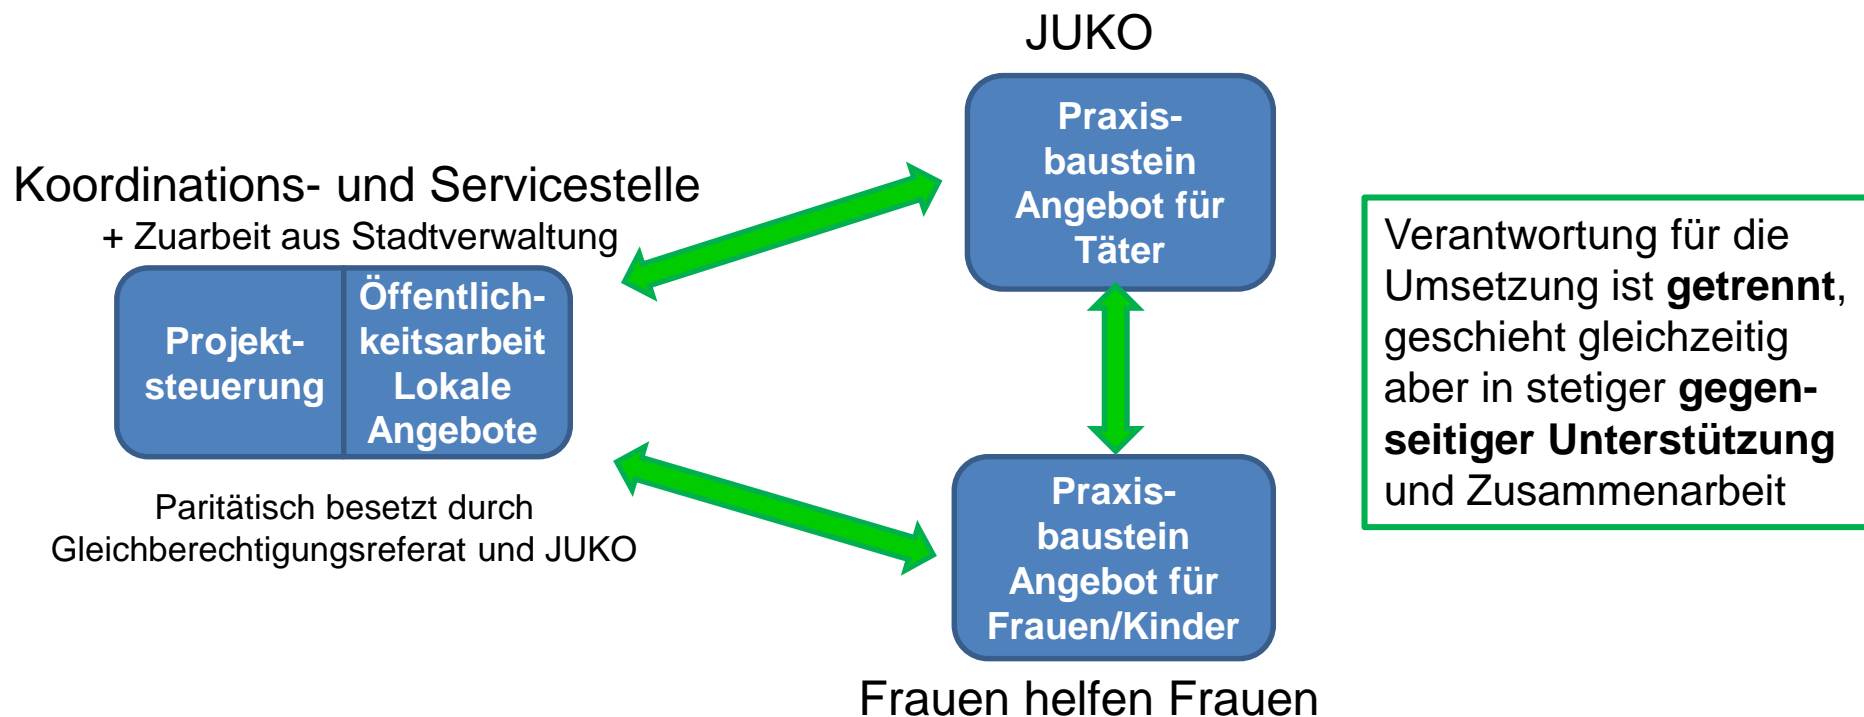 JUKO
Praxis-
baustein
Angebot für
Täter
Koordinations- und Servicestelle
+ Zuarbeit aus Stadtverwaltung
Projekt-
steuerung
Öffentlich-
keitsarbeit
Lokale
Angebote
Paritätisch besetzt durch
Gleichberechtigungsreferat und JUKO
Praxis-
baustein
Angebot für
Frauen/Kinder
Frauen helfen Frauen
Verantwortung für die
Umsetzung ist getrennt,
geschieht gleichzeitig
aber in stetiger gegen-
seitiger Unterstützung
und Zusammenarbeit